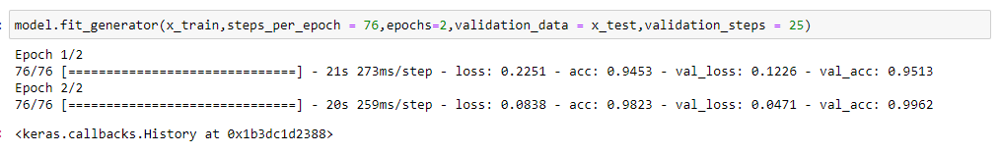 model.fit_generator(x_train,steps_per_epoch = 76,epochs=2,validation_data = x_test,validation_steps = 25)
Epoch 1/2
76/76 [==============================] - 21s 273ms/step - loss: 0.2251 - acc: 0.9453 - val_loss: 0.1226 - val_acc: 0.9513
Epoch 2/2
76/76 [==============================] - 20s 259ms/step - loss: 0.0838 - acc: 0.9823 - val_loss: 0.0471 - val_acc: 0.9962
<keras.callbacks.History at 0x1b3dc1d2388>